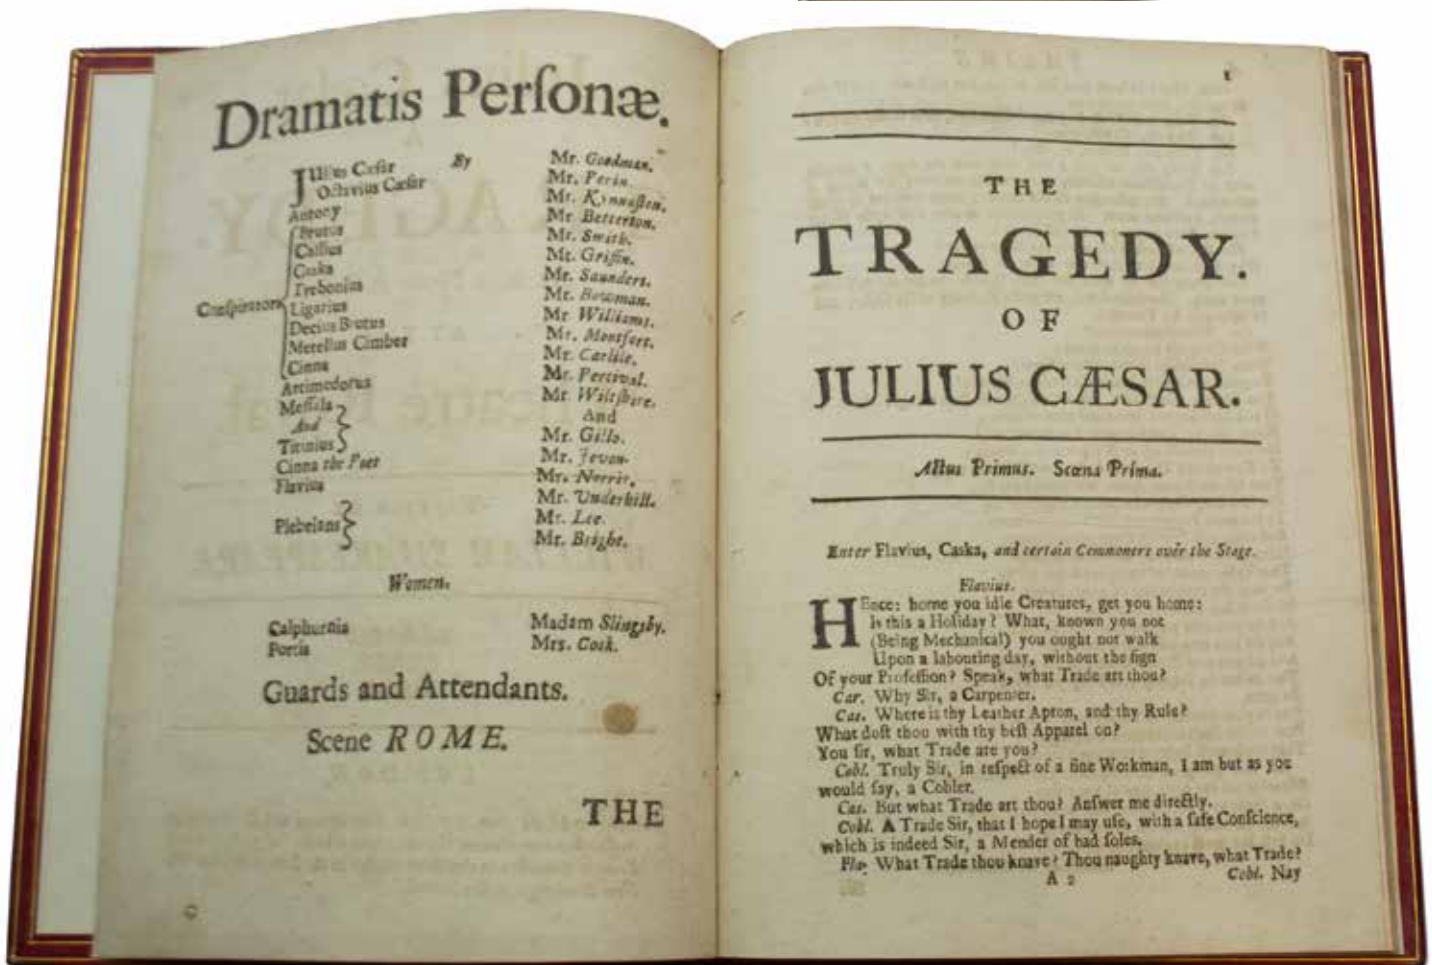 Dramatis Perſonæ.
JUlius Cæſar By Mr. Goodman.
Octavius Cæſar Mr. Perin.
Antony Mr. Kynnaſton.
Brutus Mr Betterton.
Caſſius Mr. Smith.
Caska Mr. Griffin.
Trebonius Mr. Saunders.
Conſpirators Ligarius Mr. Bowman.
Decius Brutus Mr Williams.
Metellus Cimber Mr. Montfort.
Cinna Mr. Carlile.
Artimedorus Mr. Percival.
Meſſala Mr Wiltſhere.
And And
Titinius Mr. Gillo.
Cinna the Poet Mr. Jevon.
Flavius Mr. Norris.
Plebeians Mr. Underhill.
Mr. Lee.
Mr. Bright.
Women.
Calphurnia Madam Slingsby.
Portia Mrs. Cook.
Guards and Attendants.
Scene ROME.
THE
1
THE
TRAGEDY.
OF
JULIUS CÆSAR.
Actus Primus. Scœna Prima.
Enter Flavius, Caska, and certain Commoners over the Stage.
Flavius.
HEnce: home you idle Creatures, get you home:
Is this a Holiday? What, known you not
(Being Mechanical) you ought not walk
Upon a labouting day, without the ſign
Of your Profeſſion? Speak, what Trade art thou?
Car. Why Sir, a Carpenter.
Cas. Where is thy Leather Apron, and thy Rule?
What doſt thou with thy beſt Apparel on?
You ſir, what Trade are you?
Cobl. Truly Sir, in reſpect of a fine Workman, I am but as you
would ſay, a Cobler.
Cas. But what Trade art thou? Anſwer me directly.
Cobl. A Trade Sir, that I hope I may uſe, with a ſafe Conſcience,
which is indeed Sir, a Mender of bad ſoles.
Fla. What Trade thou knave? Thou naughty knave, what Trade?
A 2 Cobl. Nay